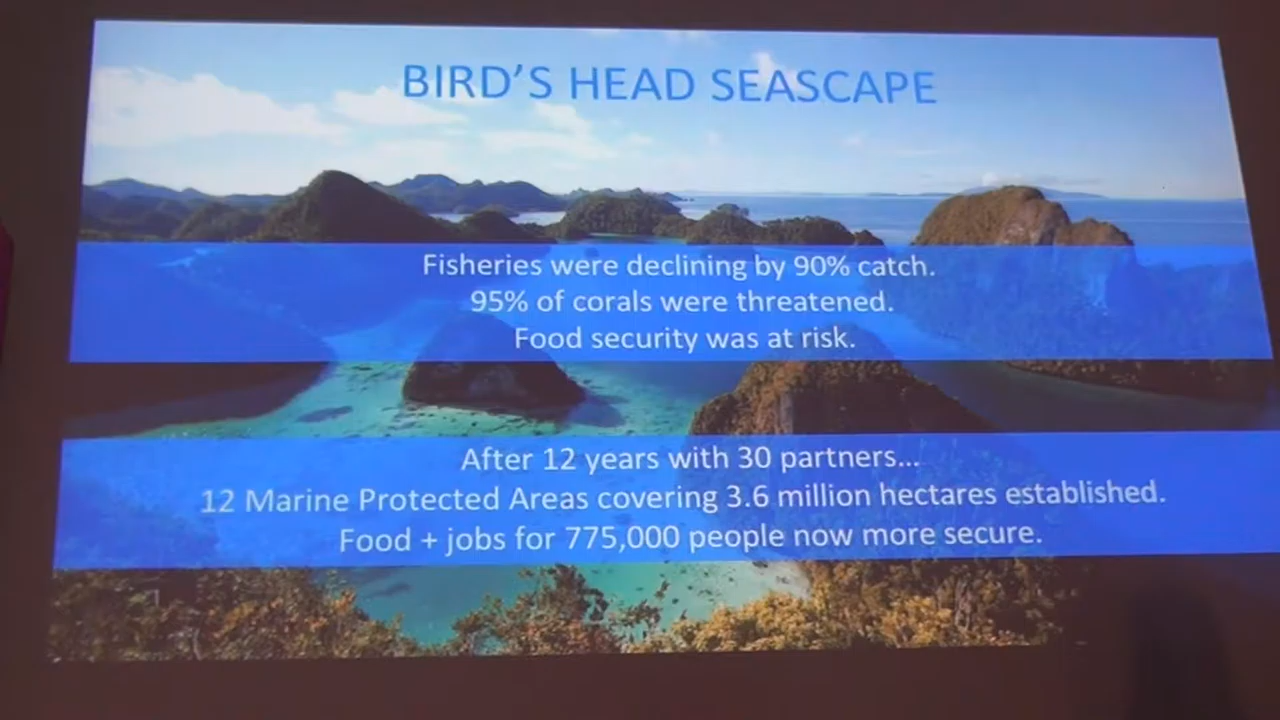 BIRD'S HEAD SEASCAPE
Fisheries were declining by 90% catch.
95% of corals were threatened.
Food security was at risk.
After 12 years with 30 partners...
12 Marine Protected Areas covering 3.6 million hectares established.
Food + jobs for 775,000 people now more secure.